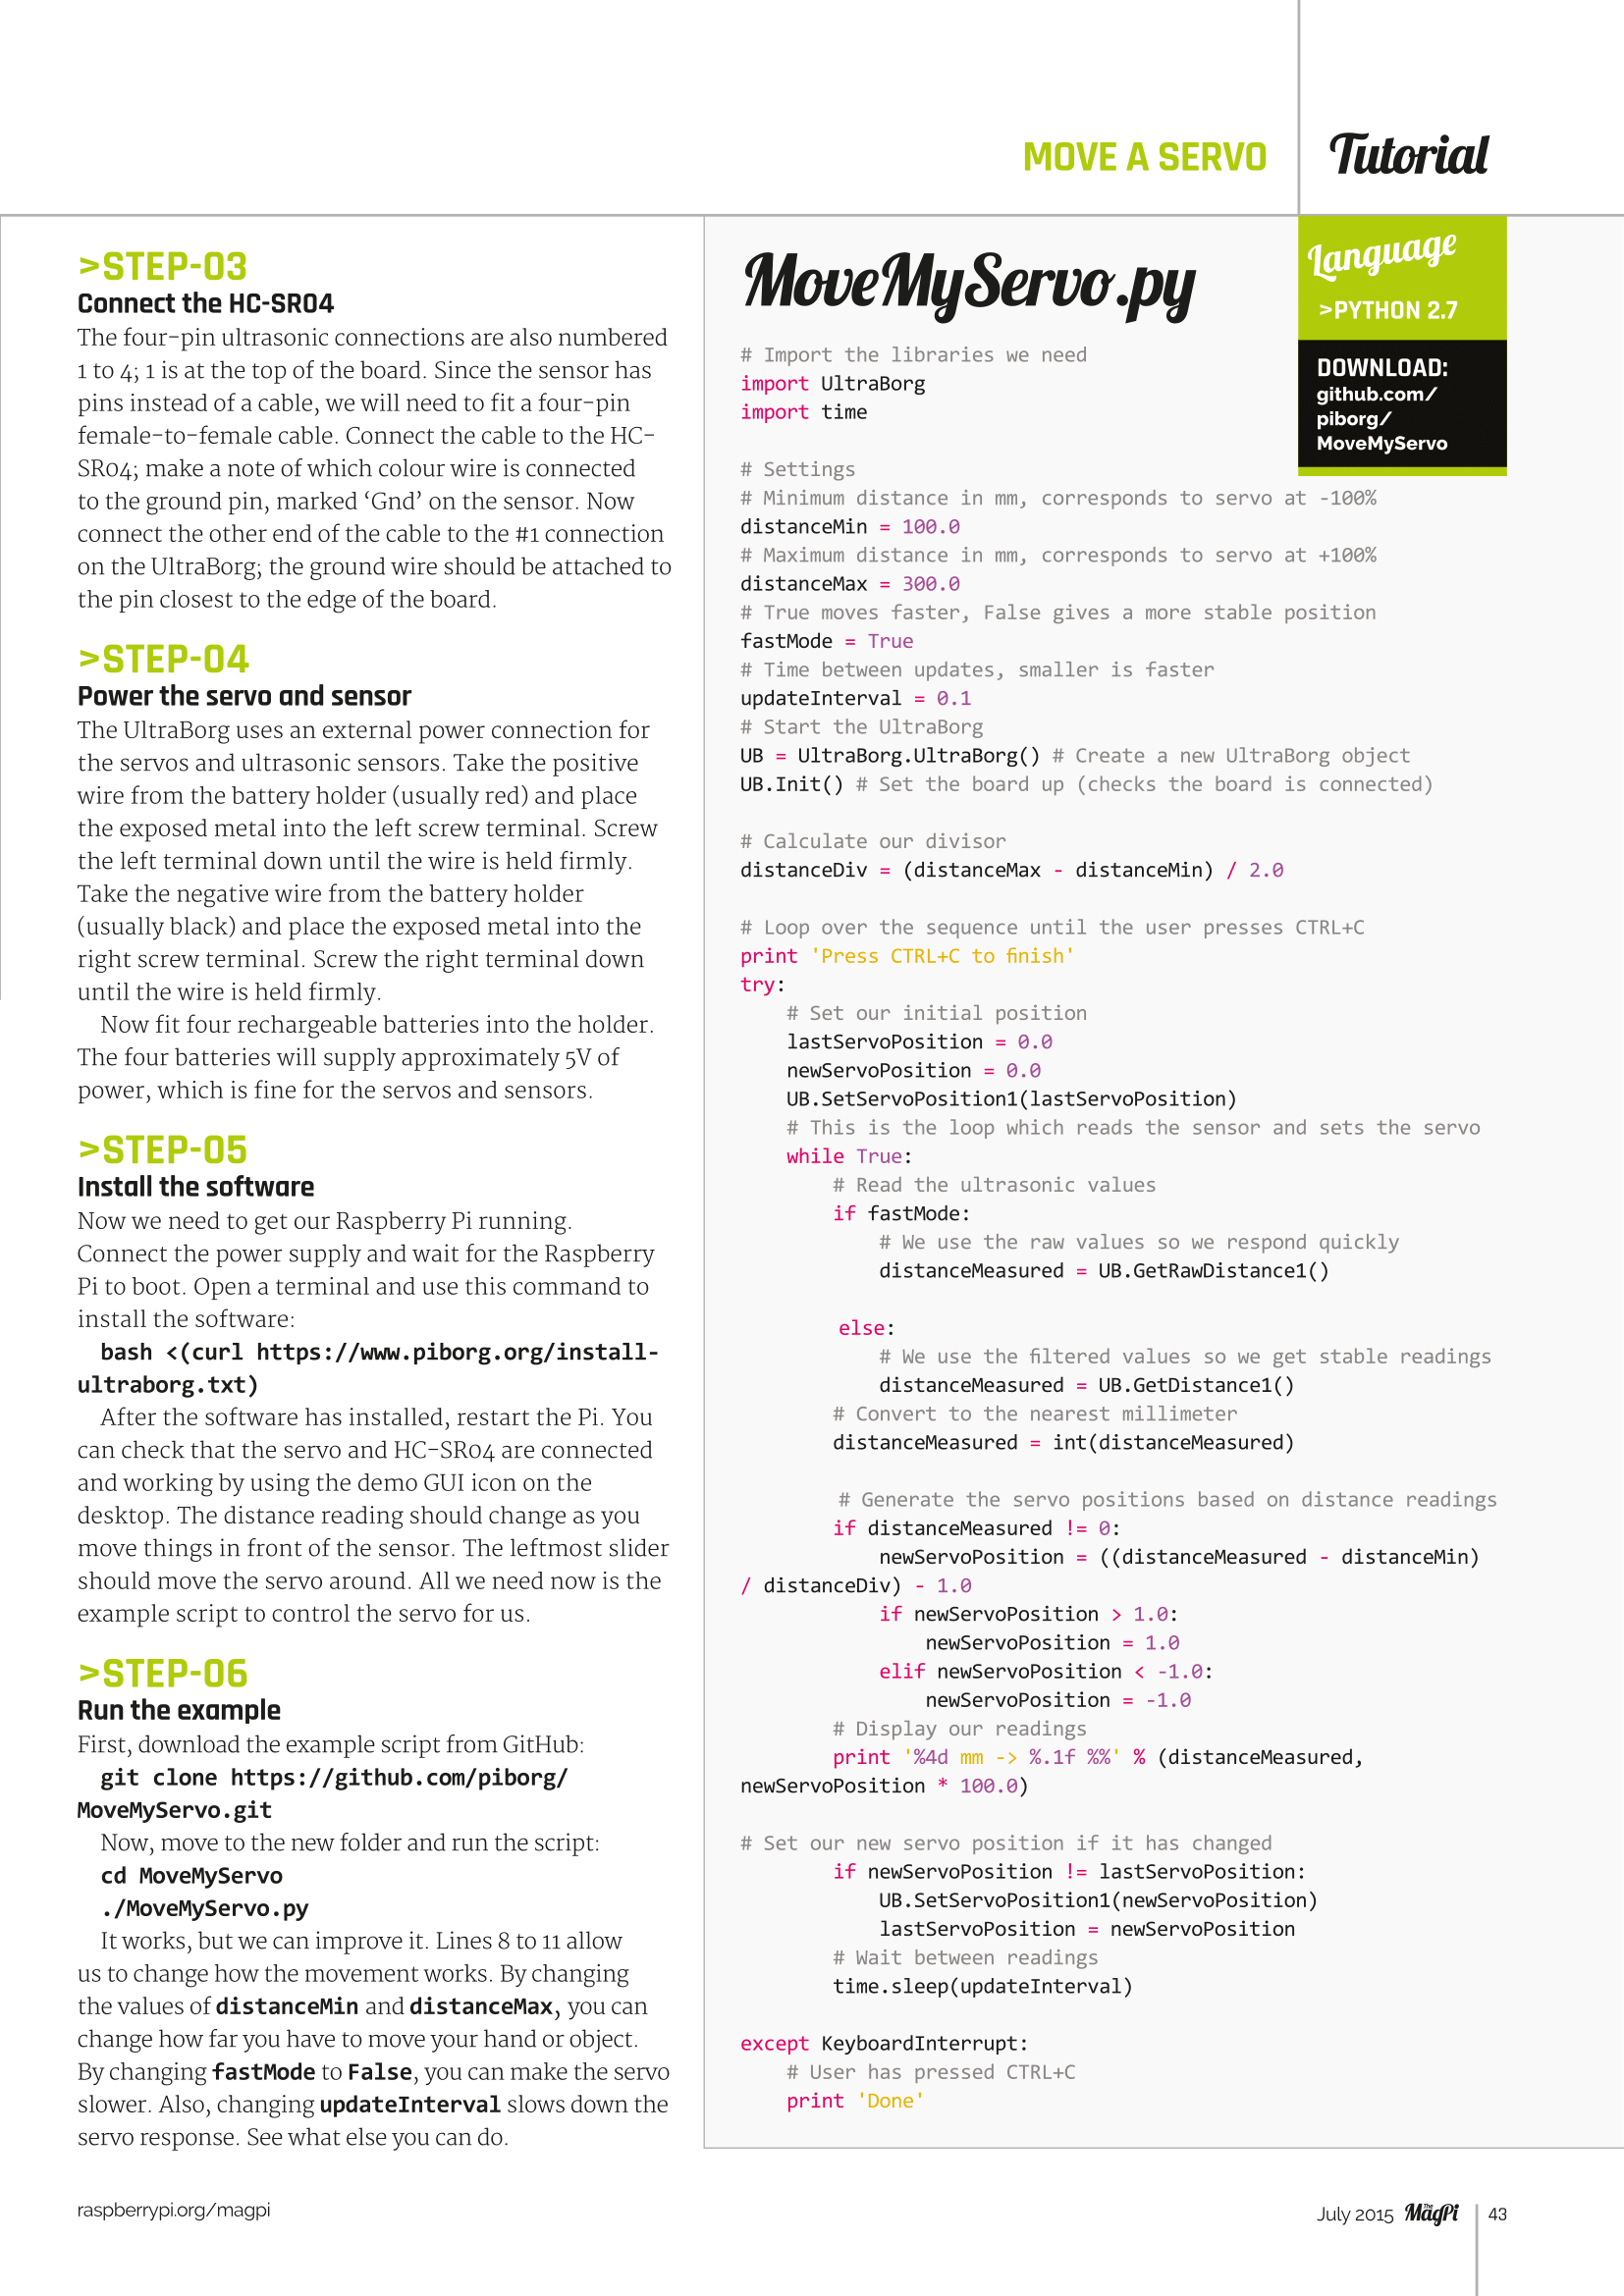 MOVE A SERVO
Tutorial
>STEP-03
Connect the HC-SR04
The four-pin ultrasonic connections are also numbered
1 to 4; 1 is at the top of the board. Since the sensor has
pins instead of a cable, we will need to fit a four-pin
female-to-female cable. Connect the cable to the HC-
SR04; make a note of which colour wire is connected
to the ground pin, marked ‘Gnd’ on the sensor. Now
connect the other end of the cable to the #1 connection
on the UltraBorg; the ground wire should be attached to
the pin closest to the edge of the board.
>STEP-04
Power the servo and sensor
The UltraBorg uses an external power connection for
the servos and ultrasonic sensors. Take the positive
wire from the battery holder (usually red) and place
the exposed metal into the left screw terminal. Screw
the left terminal down until the wire is held firmly.
Take the negative wire from the battery holder
(usually black) and place the exposed metal into the
right screw terminal. Screw the right terminal down
until the wire is held firmly.
Now fit four rechargeable batteries into the holder.
The four batteries will supply approximately 5V of
power, which is fine for the servos and sensors.
>STEP-05
Install the software
Now we need to get our Raspberry Pi running.
Connect the power supply and wait for the Raspberry
Pi to boot. Open a terminal and use this command to
install the software:
bash <(curl https://www.piborg.org/install-
ultraborg.txt)
After the software has installed, restart the Pi. You
can check that the servo and HC-SR04 are connected
and working by using the demo GUI icon on the
desktop. The distance reading should change as you
move things in front of the sensor. The leftmost slider
should move the servo around. All we need now is the
example script to control the servo for us.
>STEP-06
Run the example
First, download the example script from GitHub:
git clone https://github.com/piborg/
MoveMyServo.git
Now, move to the new folder and run the script:
cd MoveMyServo
./MoveMyServo.py
It works, but we can improve it. Lines 8 to 11 allow
us to change how the movement works. By changing
the values of distanceMin and distanceMax, you can
change how far you have to move your hand or object.
By changing fastMode to False, you can make the servo
slower. Also, changing updateInterval slows down the
servo response. See what else you can do.
MoveMyServo.py
Language
>PYTHON 2.7
DOWNLOAD:
github.com/
piborg/
MoveMyServo
# Import the libraries we need
import UltraBorg
import time
# Settings
# Minimum distance in mm, corresponds to servo at -100%
distanceMin = 100.0
# Maximum distance in mm, corresponds to servo at +100%
distanceMax = 300.0
# True moves faster, False gives a more stable position
fastMode = True
# Time between updates, smaller is faster
updateInterval = 0.1
# Start the UltraBorg
UB = UltraBorg.UltraBorg() # Create a new UltraBorg object
UB.Init() # Set the board up (checks the board is connected)
# Calculate our divisor
distanceDiv = (distanceMax - distanceMin) / 2.0
# Loop over the sequence until the user presses CTRL+C
print 'Press CTRL+C to finish'
try:
# Set our initial position
lastServoPosition = 0.0
newServoPosition = 0.0
UB.SetServoPosition1(lastServoPosition)
# This is the loop which reads the sensor and sets the servo
while True:
# Read the ultrasonic values
if fastMode:
# We use the raw values so we respond quickly
distanceMeasured = UB.GetRawDistance1()
else:
# We use the filtered values so we get stable readings
distanceMeasured = UB.GetDistance1()
# Convert to the nearest millimeter
distanceMeasured = int(distanceMeasured)
# Generate the servo positions based on distance readings
if distanceMeasured != 0:
newServoPosition = ((distanceMeasured - distanceMin)
/ distanceDiv) - 1.0
if newServoPosition > 1.0:
newServoPosition = 1.0
elif newServoPosition < -1.0:
newServoPosition = -1.0
# Display our readings
print '%4d mm -> %.1f %%' % (distanceMeasured,
newServoPosition * 100.0)
# Set our new servo position if it has changed
if newServoPosition != lastServoPosition:
UB.SetServoPosition1(newServoPosition)
lastServoPosition = newServoPosition
# Wait between readings
time.sleep(updateInterval)
except KeyboardInterrupt:
# User has pressed CTRL+C
print 'Done'
raspberrypi.org/magpi
July 2015 The MagPi 43